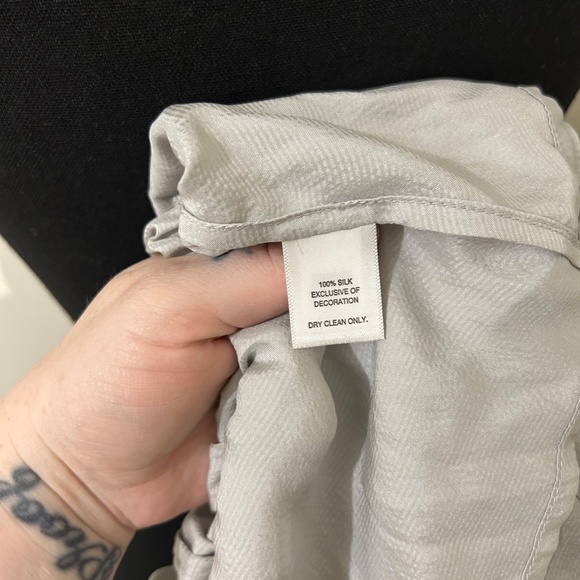 100% SILK
EXCLUSIVE OF
DECORATION
DRY CLEAN ONLY.